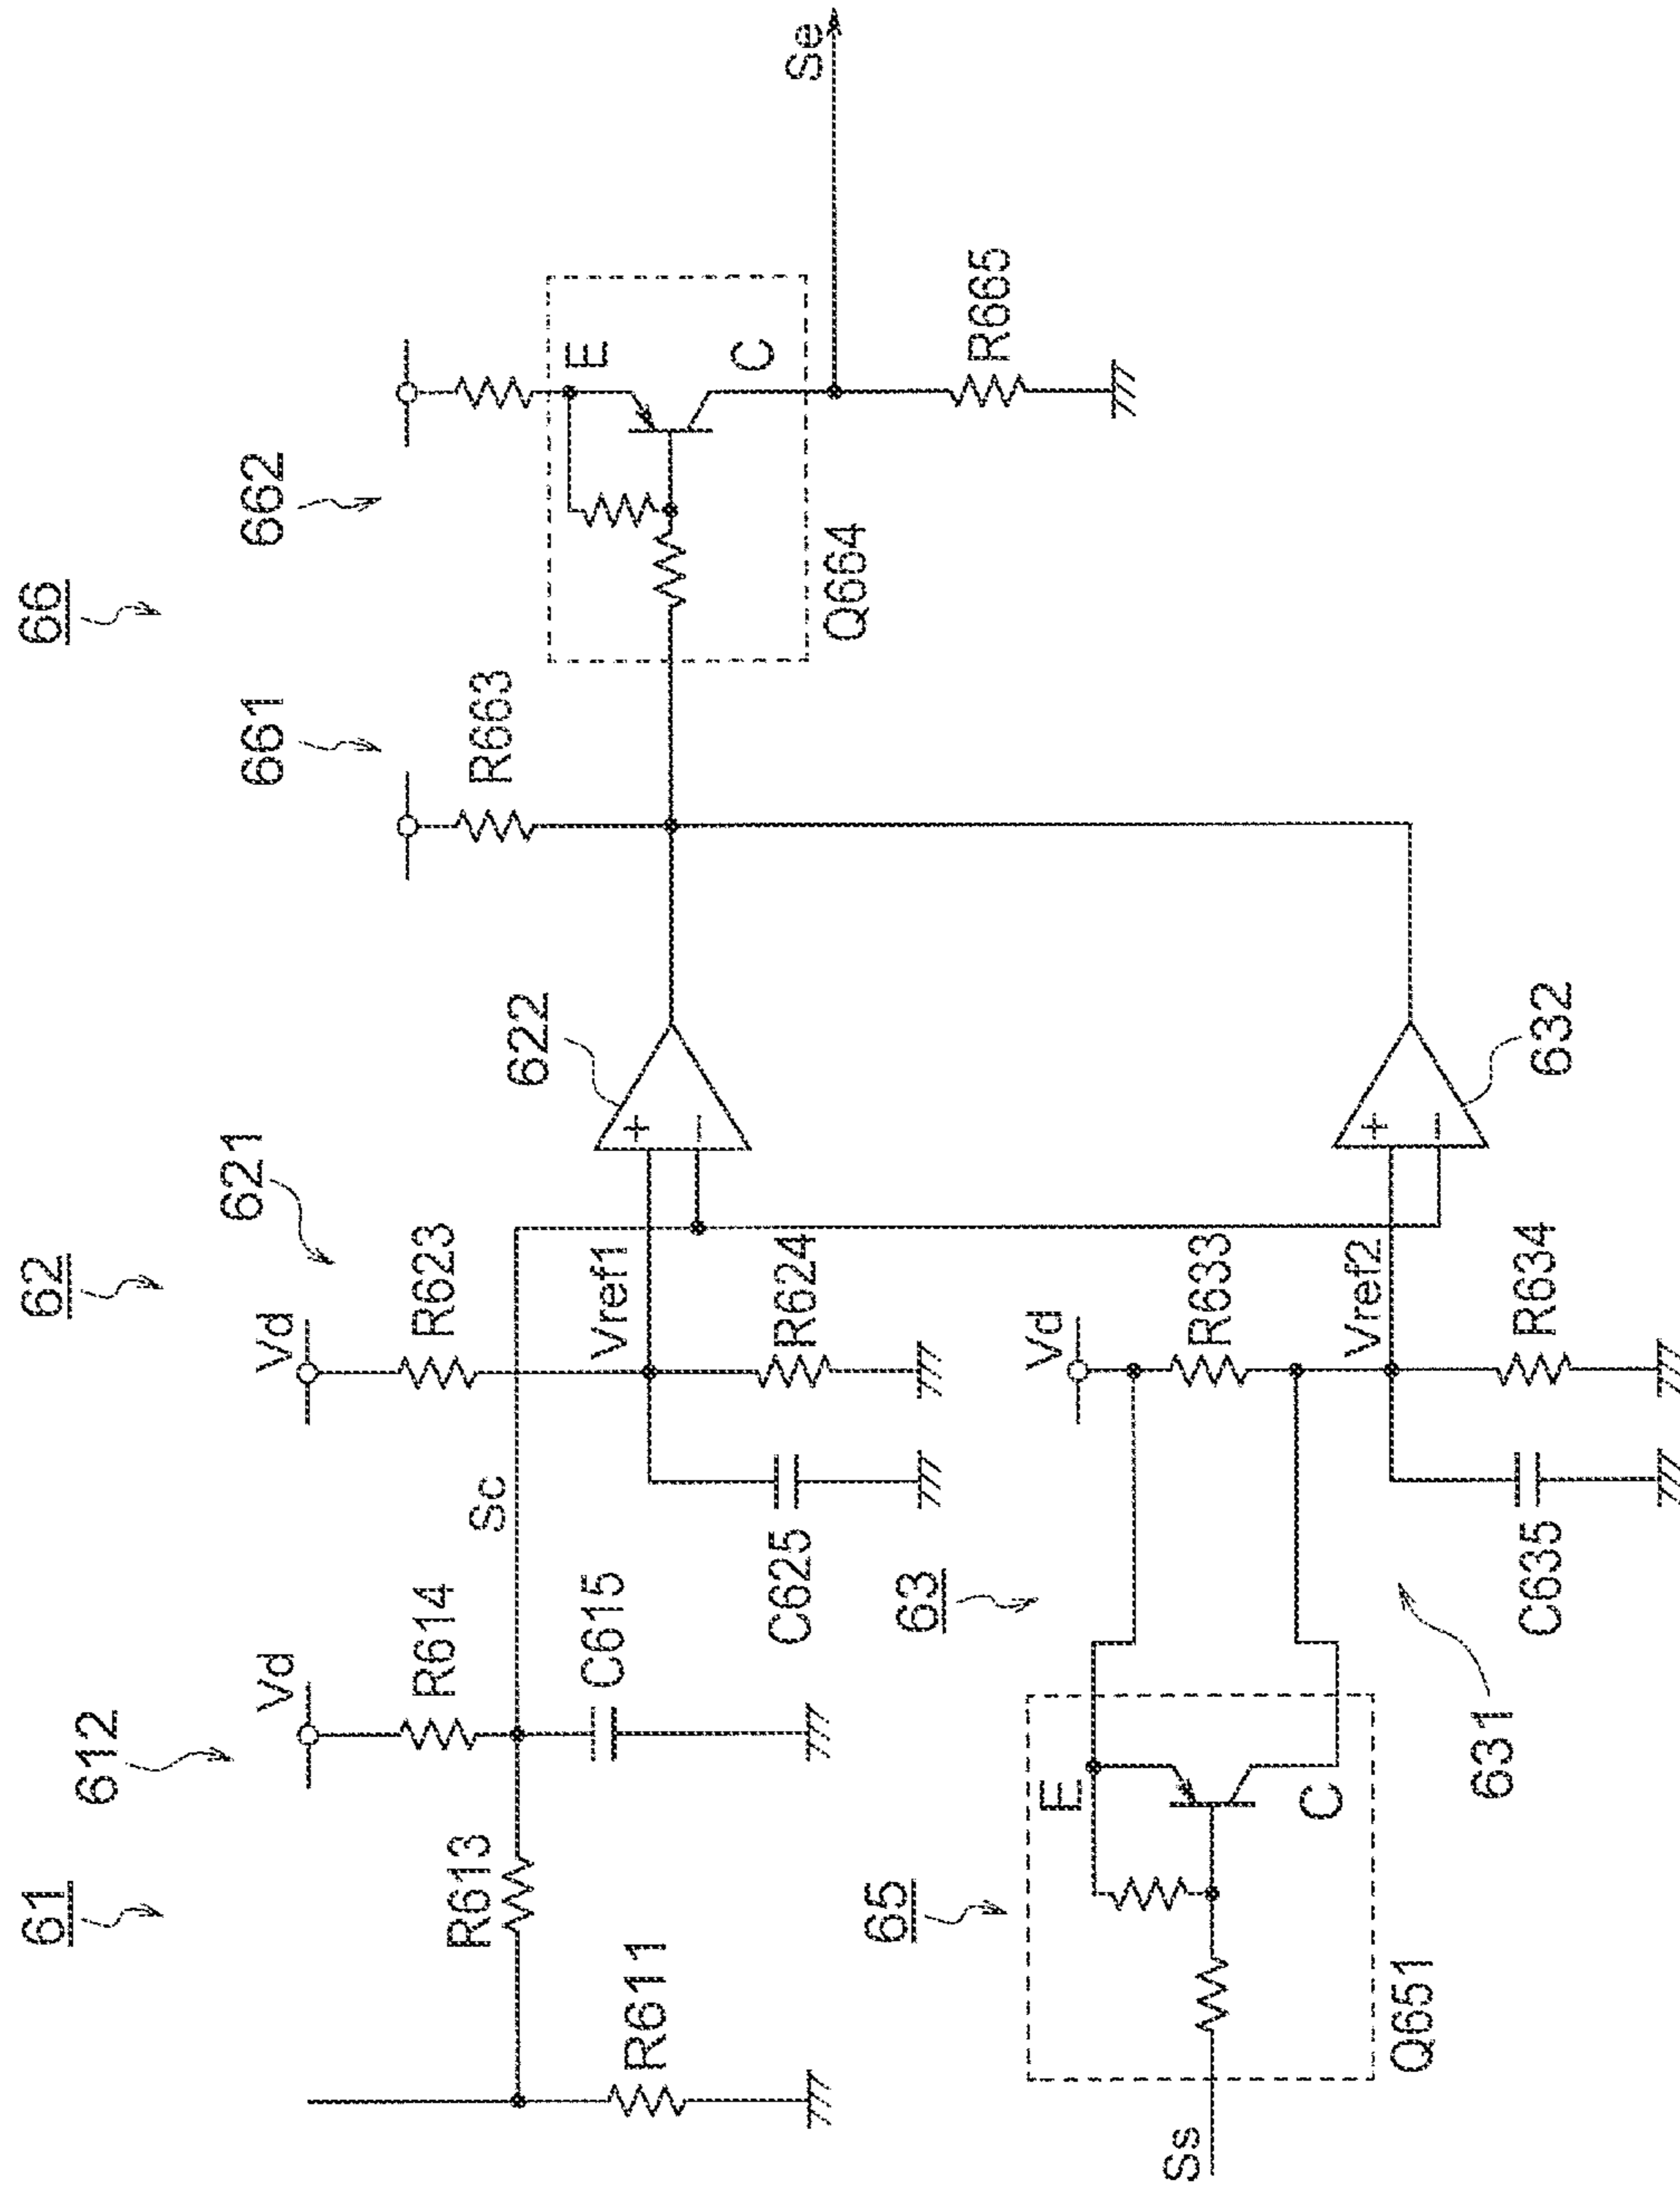 66
62
61
661
662
621
612
Vd
Vd
R663
R623
R614
R613
Sc
622
E
C
Q664
Se
Vref1
R624
C625
C615
R611
R665
63
65
Vd
E
C
Q651
Ss
R633
Vref2
R634
C635
631
632
+
−
+
−